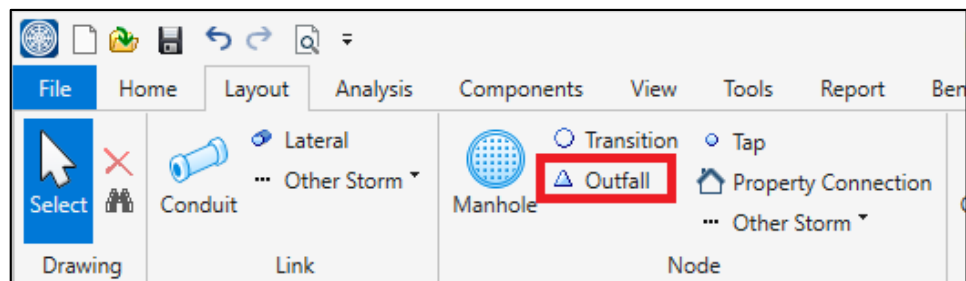 File Home Layout Analysis Components View Tools Report Ben
Lateral Transition Tap
Other Storm Outfall Property Connection
Select Conduit Manhole Other Storm
Drawing Link Node